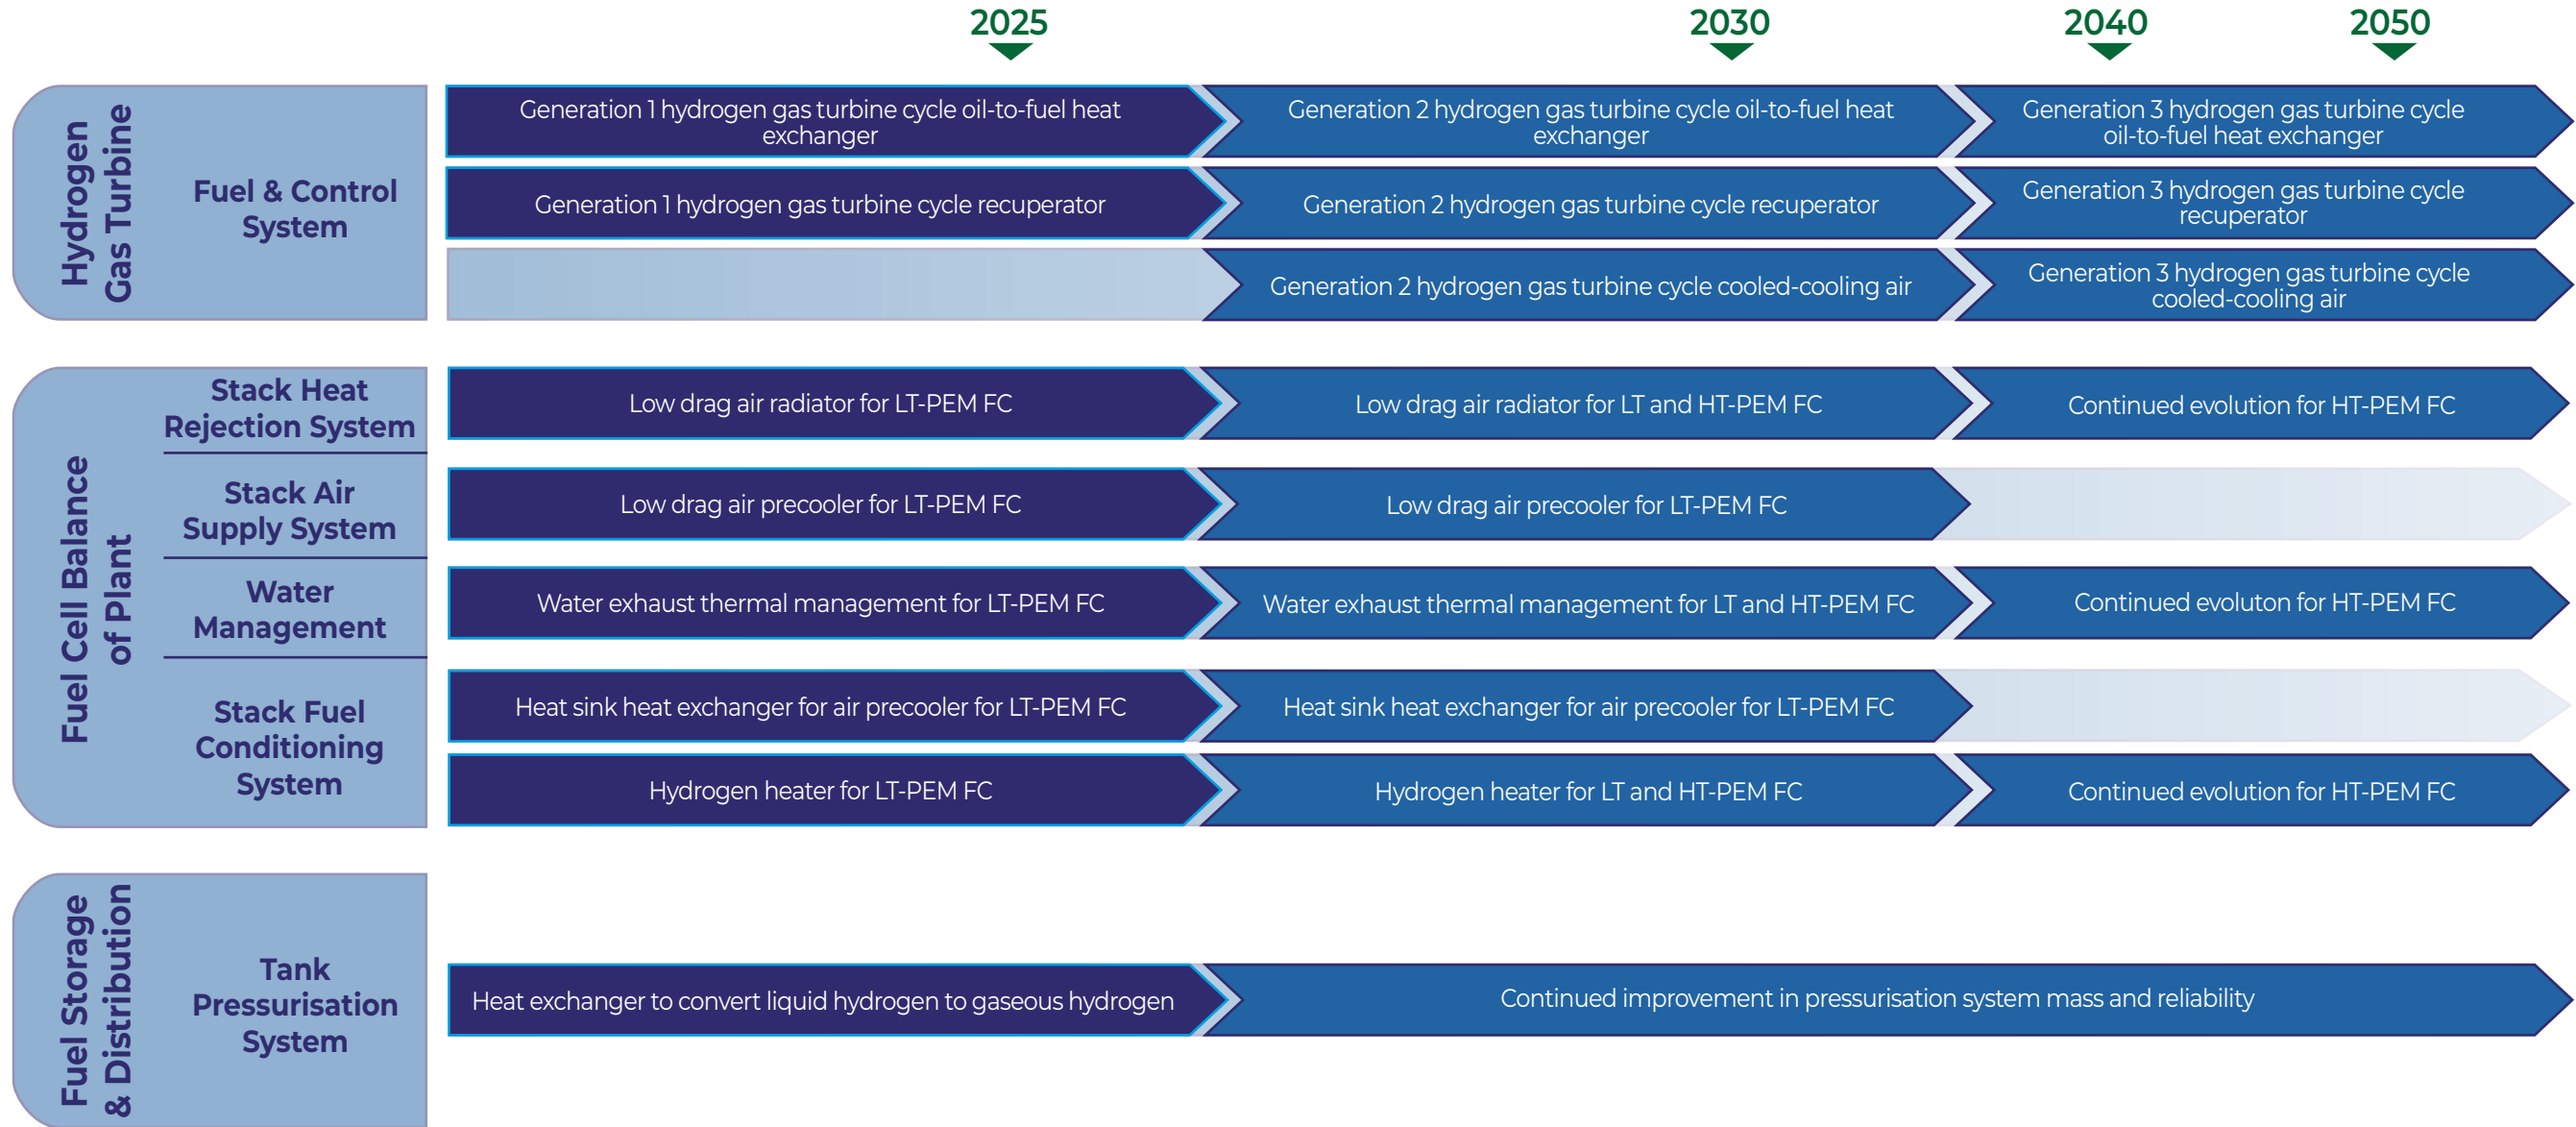 2025
2030
2040
2050
Hydrogen
Gas Turbine
Fuel & Control
System
Generation 1 hydrogen gas turbine cycle oil-to-fuel heat
exchanger
Generation 2 hydrogen gas turbine cycle oil-to-fuel heat
exchanger
Generation 3 hydrogen gas turbine cycle
oil-to-fuel heat exchanger
Generation 1 hydrogen gas turbine cycle recuperator
Generation 2 hydrogen gas turbine cycle recuperator
Generation 3 hydrogen gas turbine cycle
recuperator
Generation 2 hydrogen gas turbine cycle cooled-cooling air
Generation 3 hydrogen gas turbine cycle
cooled-cooling air
Fuel Cell Balance
of Plant
Stack Heat
Rejection System
Low drag air radiator for LT-PEM FC
Low drag air radiator for LT and HT-PEM FC
Continued evolution for HT-PEM FC
Stack Air
Supply System
Low drag air precooler for LT-PEM FC
Low drag air precooler for LT-PEM FC
Water
Management
Water exhaust thermal management for LT-PEM FC
Water exhaust thermal management for LT and HT-PEM FC
Continued evoluton for HT-PEM FC
Stack Fuel
Conditioning
System
Heat sink heat exchanger for air precooler for LT-PEM FC
Heat sink heat exchanger for air precooler for LT-PEM FC
Hydrogen heater for LT-PEM FC
Hydrogen heater for LT and HT-PEM FC
Continued evolution for HT-PEM FC
Fuel Storage
& Distribution
Tank
Pressurisation
System
Heat exchanger to convert liquid hydrogen to gaseous hydrogen
Continued improvement in pressurisation system mass and reliability